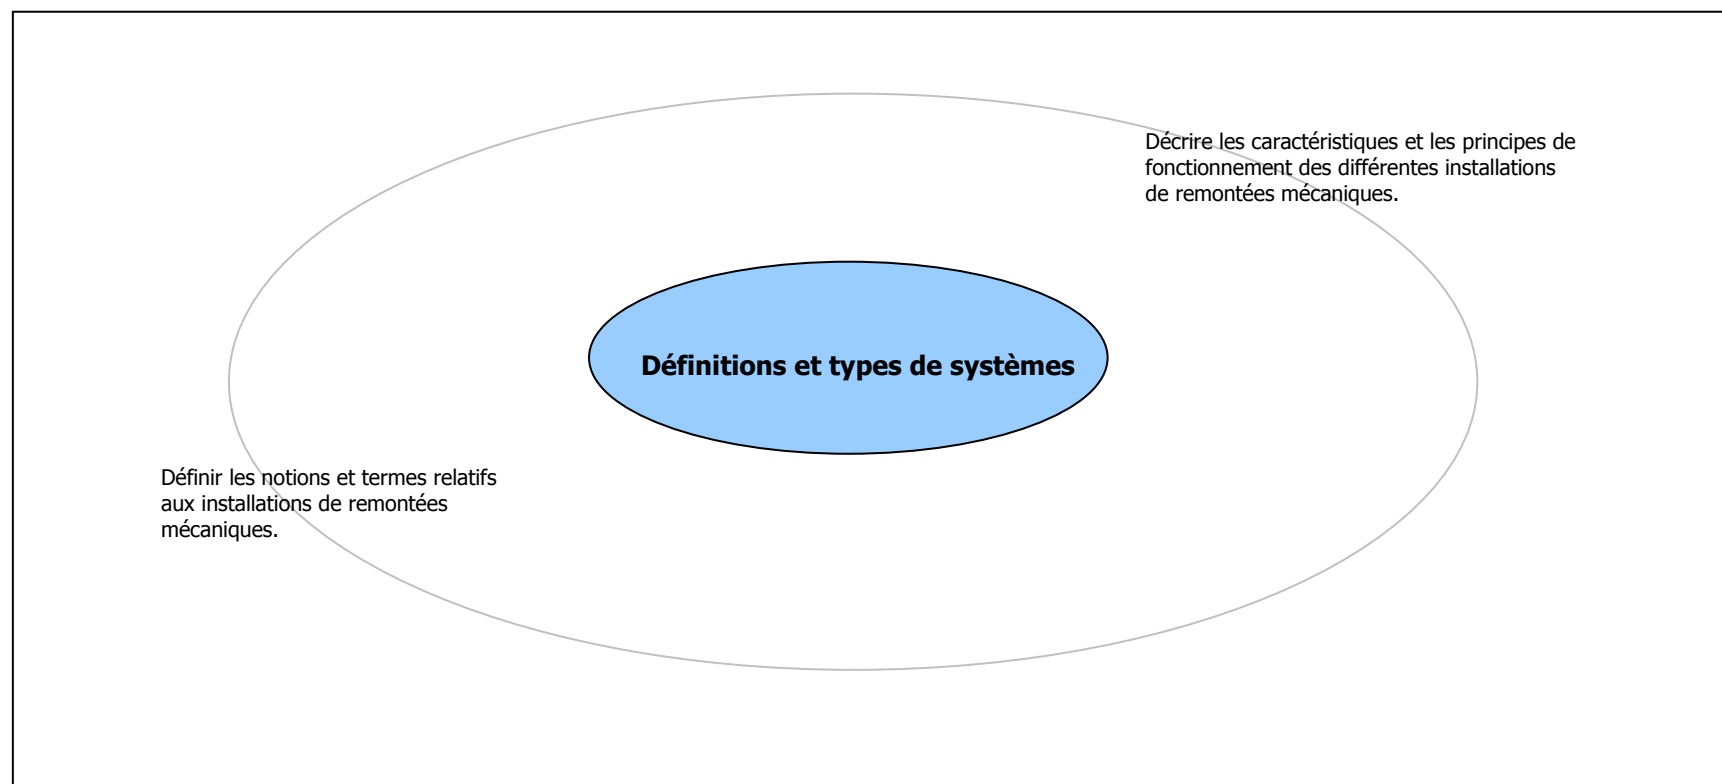 Décrire les caractéristiques et les principes de
fonctionnement des différentes installations
de remontées mécaniques.
Définitions et types de systèmes
Définir les notions et termes relatifs
aux installations de remontées
mécaniques.